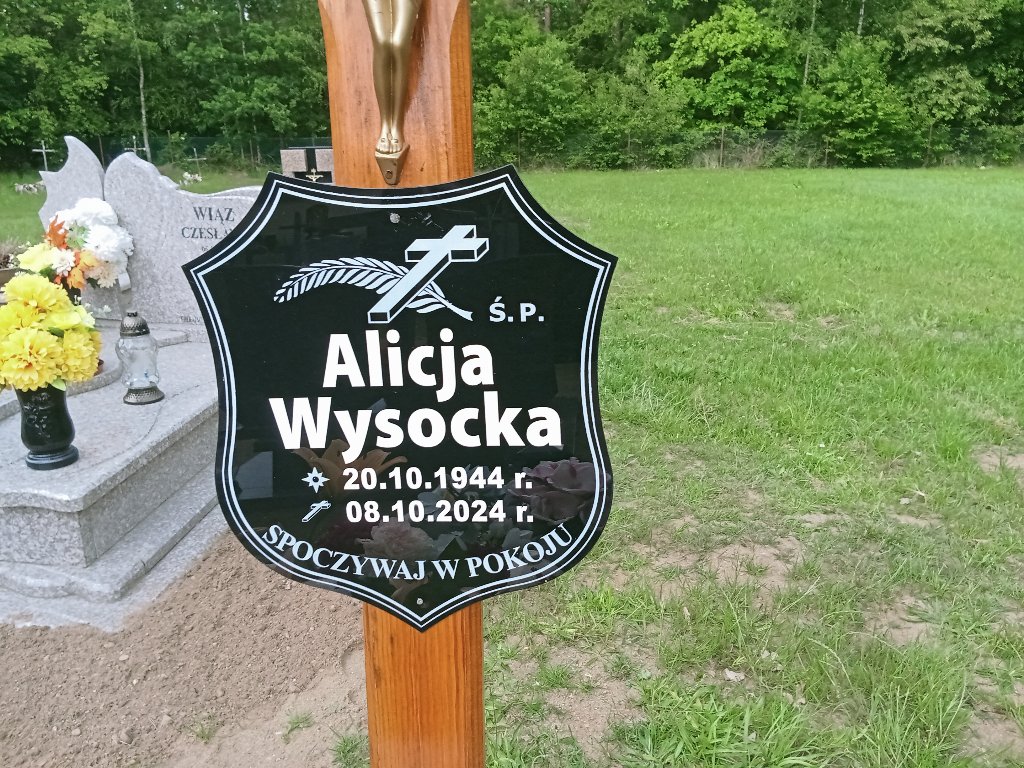 WIĄZ
Ś.P.
Alicja
Wysocka
20.10.1944 r.
08.10.2024 r.
SPOCZYWAJ W POKOJU